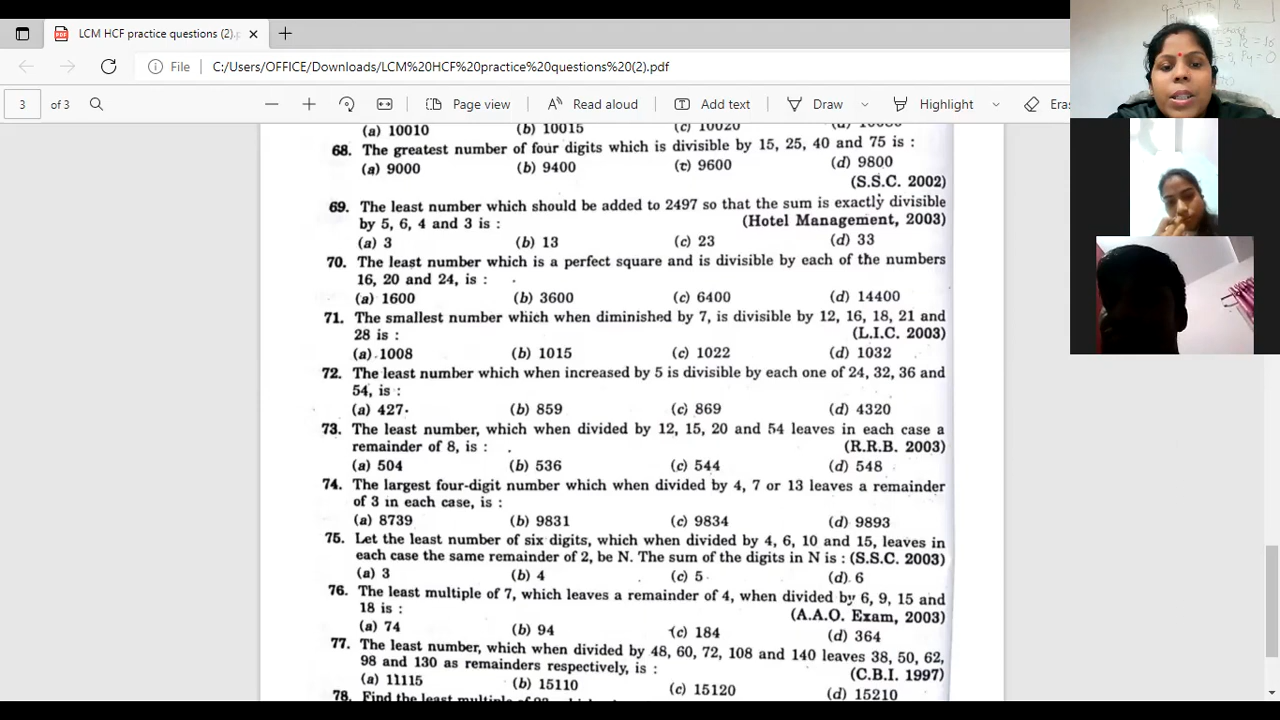 LCM HCF practice questions (2).p
File C:/Users/OFFICE/Downloads/LCM%20HCF%20practice%20questions%20(2).pdf
3 of 3 Page view Read aloud Add text Draw Highlight Eras
(a) 10010 (b) 10015 (c) 10020 (d) 10080
68. The greatest number of four digits which is divisible by 15, 25, 40 and 75 is :
(a) 9000 (b) 9400 (c) 9600 (d) 9800
(S.S.C. 2002)
69. The least number which should be added to 2497 so that the sum is exactly divisible
by 5, 6, 4 and 3 is : (Hotel Management, 2003)
(a) 3 (b) 13 (c) 23 (d) 33
70. The least number which is a perfect square and is divisible by each of the numbers
16, 20 and 24, is :
(a) 1600 (b) 3600 (c) 6400 (d) 14400
71. The smallest number which when diminished by 7, is divisible by 12, 16, 18, 21 and
28 is : (L.I.C. 2003)
(a) 1008 (b) 1015 (c) 1022 (d) 1032
72. The least number which when increased by 5 is divisible by each one of 24, 32, 36 and
54, is :
(a) 427 (b) 859 (c) 869 (d) 4320
73. The least number, which when divided by 12, 15, 20 and 54 leaves in each case a
remainder of 8, is : (R.R.B. 2003)
(a) 504 (b) 536 (c) 544 (d) 548
74. The largest four-digit number which when divided by 4, 7 or 13 leaves a remainder
of 3 in each case, is :
(a) 8739 (b) 9831 (c) 9834 (d) 9893
75. Let the least number of six digits, which when divided by 4, 6, 10 and 15, leaves in
each case the same remainder of 2, be N. The sum of the digits in N is : (S.S.C. 2003)
(a) 3 (b) 4 (c) 5 (d) 6
76. The least multiple of 7, which leaves a remainder of 4, when divided by 6, 9, 15 and
18 is : (A.A.O. Exam, 2003)
(a) 74 (b) 94 (c) 184 (d) 364
77. The least number, which when divided by 48, 60, 72, 108 and 140 leaves 38, 50, 62,
98 and 130 as remainders respectively, is : (C.B.I. 1997)
(a) 11115 (b) 15110 (c) 15120 (d) 15210
78. Find the least multiple of